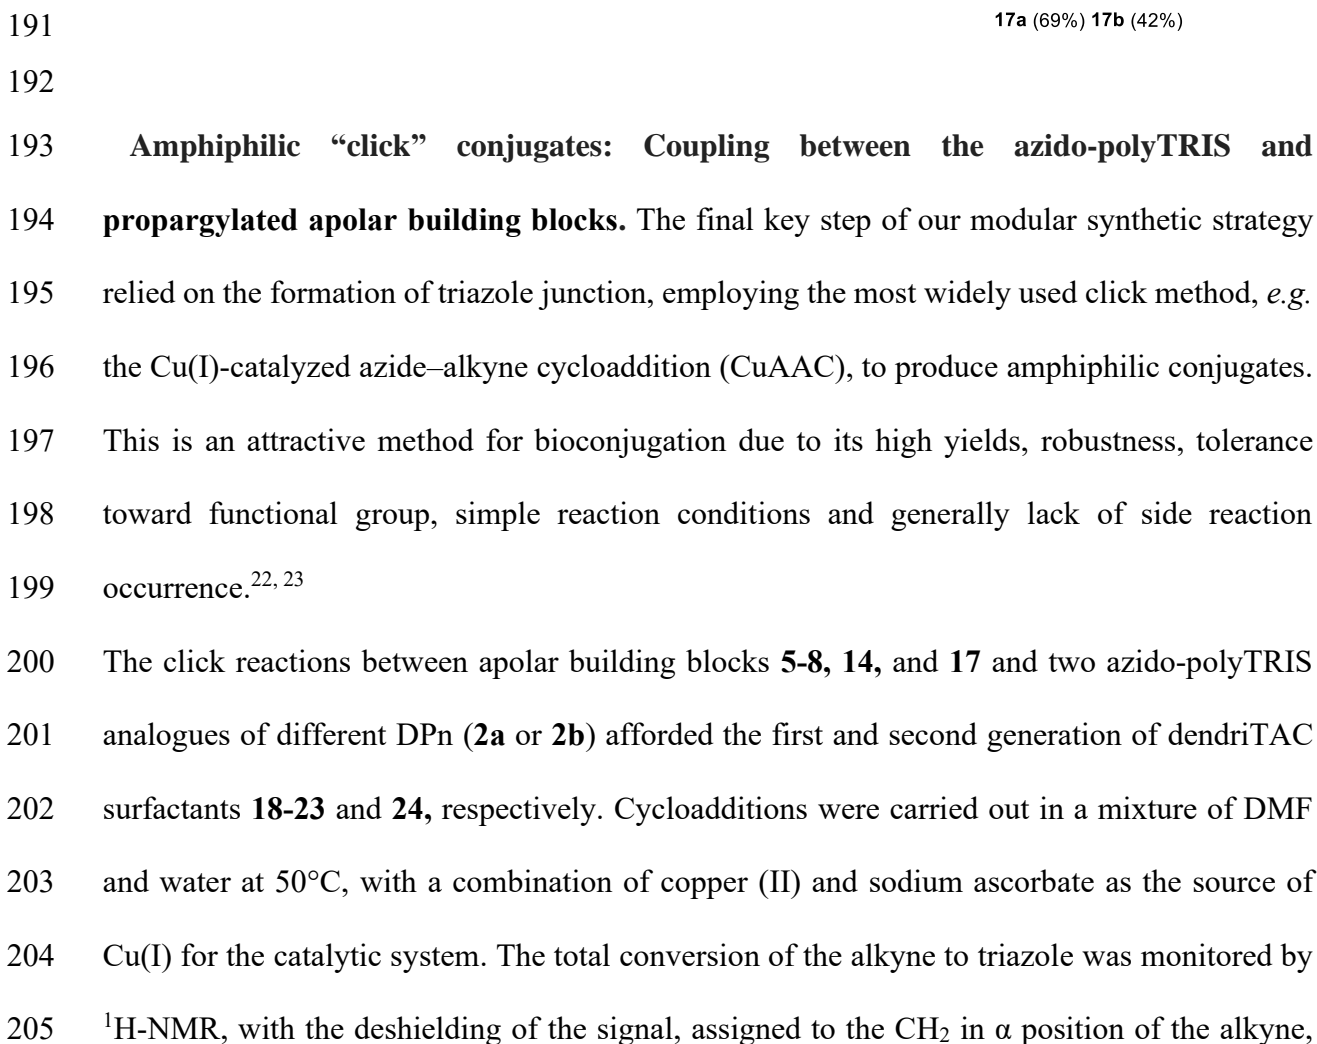 191 17a (69%) 17b (42%)
192
193 Amphiphilic “click” conjugates: Coupling between the azido-polyTRIS and
194 propargylated apolar building blocks. The final key step of our modular synthetic strategy
195 relied on the formation of triazole junction, employing the most widely used click method, e.g.
196 the Cu(I)-catalyzed azide–alkyne cycloaddition (CuAAC), to produce amphiphilic conjugates.
197 This is an attractive method for bioconjugation due to its high yields, robustness, tolerance
198 toward functional group, simple reaction conditions and generally lack of side reaction
199 occurrence.22, 23
200 The click reactions between apolar building blocks 5-8, 14, and 17 and two azido-polyTRIS
201 analogues of different DPn (2a or 2b) afforded the first and second generation of dendriTAC
202 surfactants 18-23 and 24, respectively. Cycloadditions were carried out in a mixture of DMF
203 and water at 50°C, with a combination of copper (II) and sodium ascorbate as the source of
204 Cu(I) for the catalytic system. The total conversion of the alkyne to triazole was monitored by
205 1H-NMR, with the deshielding of the signal, assigned to the CH2 in α position of the alkyne,